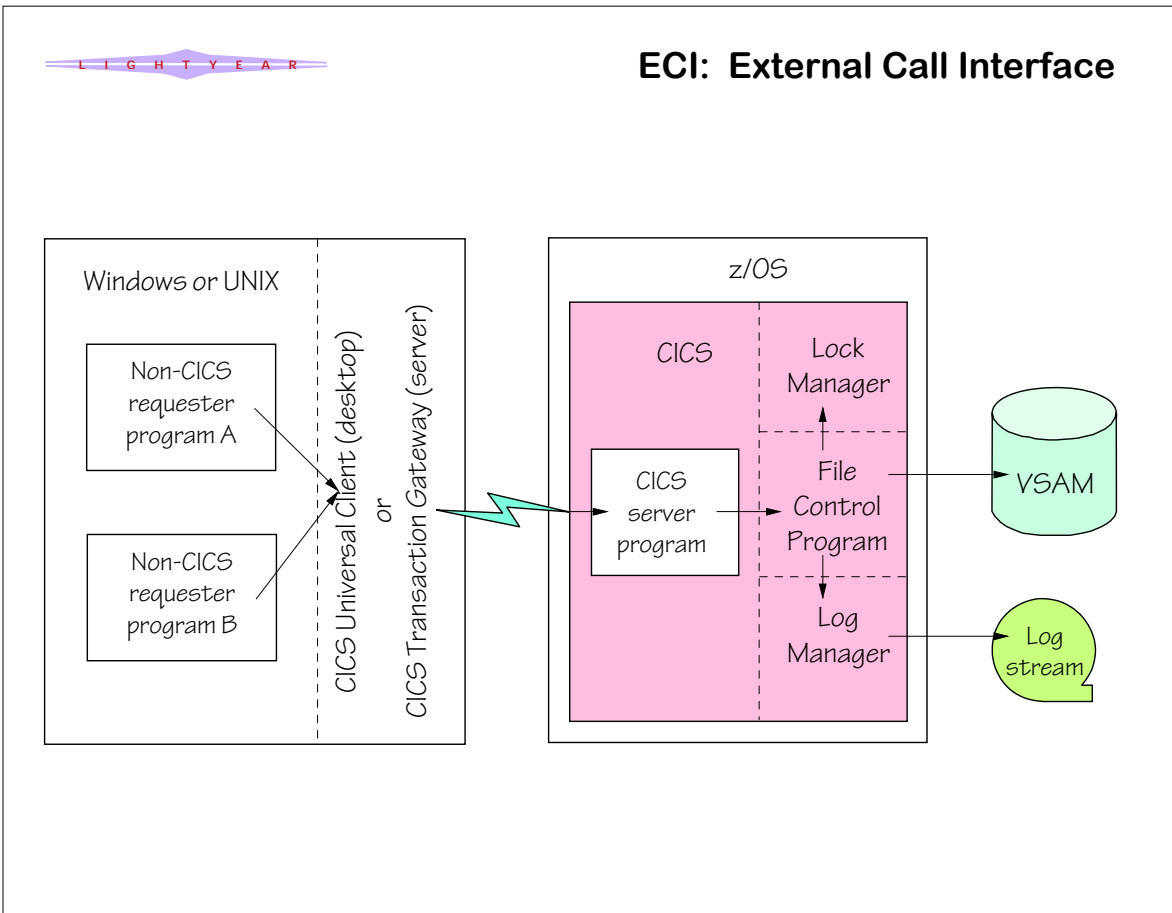 L I G H T Y E A R
ECI: External Call Interface
Windows or UNIX
Non-CICS
requester
program A
Non-CICS
requester
program B
CICS Universal Client (desktop)
or
CICS Transaction Gateway (server)
z/OS
CICS
CICS
server
program
Lock
Manager
File
Control
Program
Log
Manager
VSAM
Log
stream